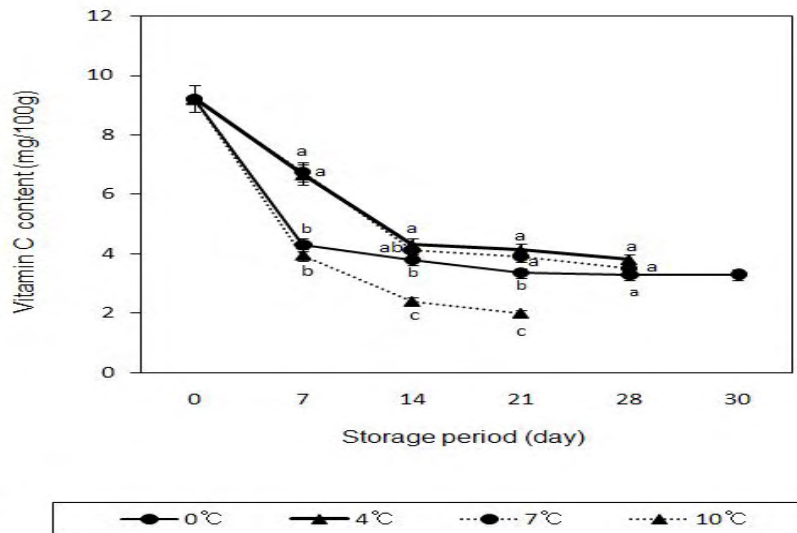 12
10
8
6
4
2
0
Vitamin C content (mg/100g)
a
a
b
b
a
ab
b
c
a
a
b
c
a
a
a
0 7 14 21 28 30
Storage period (day)
0℃ 4℃ 7℃ 10℃